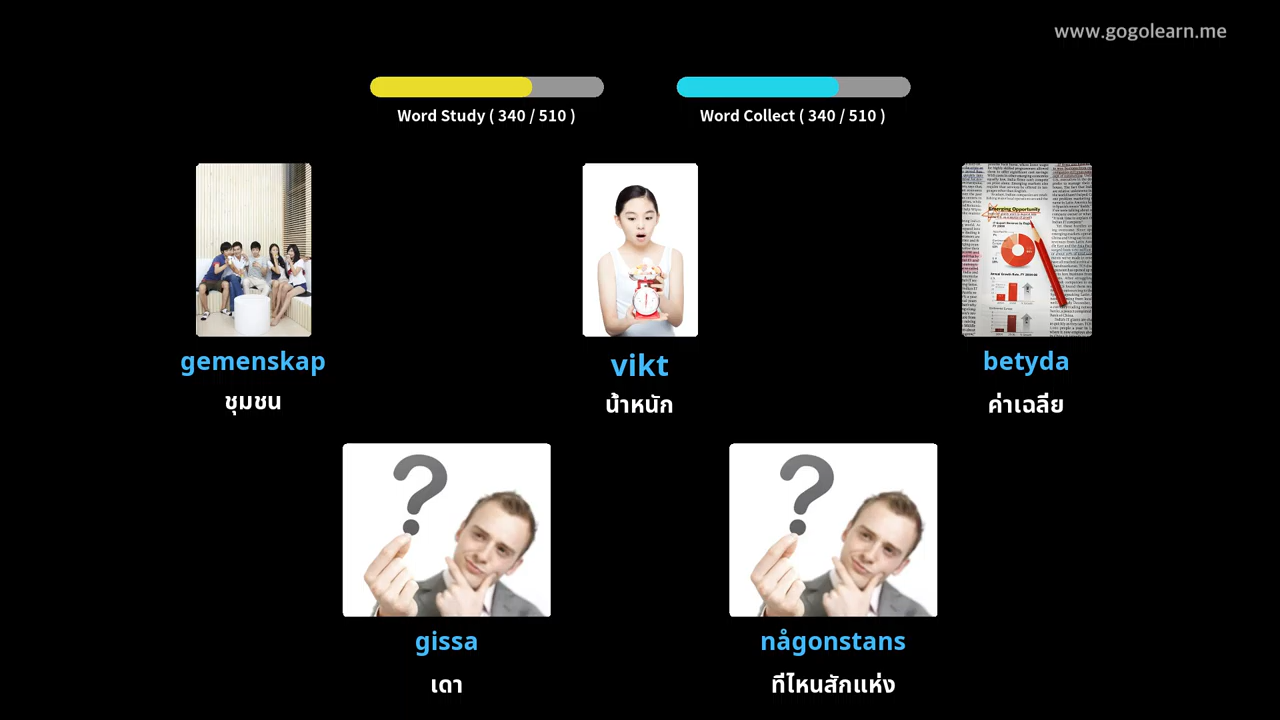 www.gogolearn.me
Word Study ( 340 / 510 )
Word Collect ( 340 / 510 )
Emerging Opportunity
gemenskap
vikt
betyda
ชุมชน
น้ำหนัก
ค่าเฉลี่ย
?
?
gissa
någonstans
เดา
ที่ไหนสักแห่ง